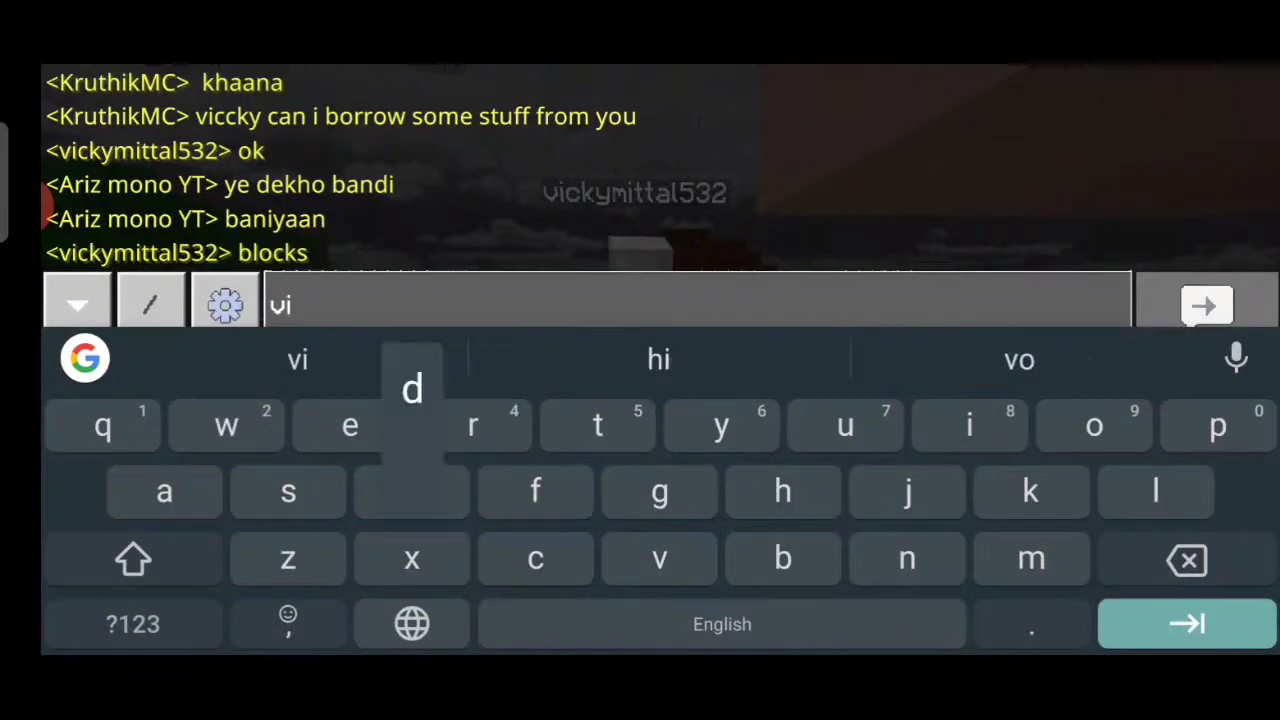 <KruthikMC> khaana
<KruthikMC> viccky can i borrow some stuff from you
<vickymittal532> ok
<Ariz mono YT> ye dekho bandi
vickymittal532
<Ariz mono YT> baniyaan
<vickymittal532> blocks
/ vi
G vi hi vo
d
q 1 w 2 e r 4 t 5 y 6 u 7 i 8 o 9 p 0
a s f g h j k l
z x c v b n m
?123 , English .